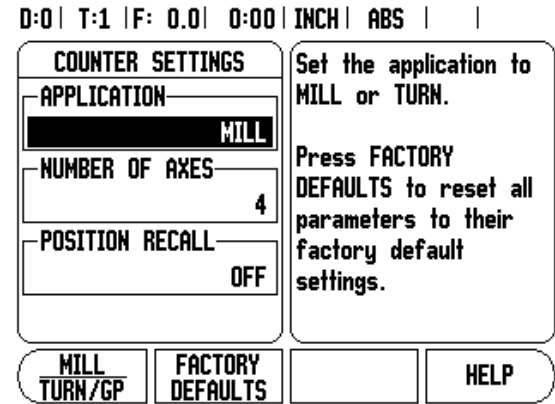 D:0| T:1 |F: 0.0| 0:00| INCH| ABS | |
COUNTER SETTINGS
APPLICATION
MILL
NUMBER OF AXES
4
POSITION RECALL
OFF
Set the application to
MILL or TURN.
Press FACTORY
DEFAULTS to reset all
parameters to their
factory default
settings.
MILL
TURN/GP
FACTORY
DEFAULTS
HELP